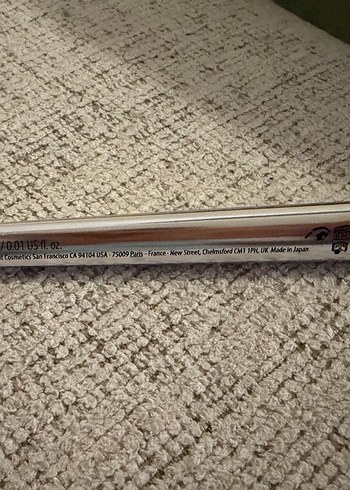 / 0.01 US fl. oz.
t Cosmetics San Francisco CA 94104 USA · 75009 Paris - France · New Street, Chelmsford CM1 1PH, UK Made in Japan